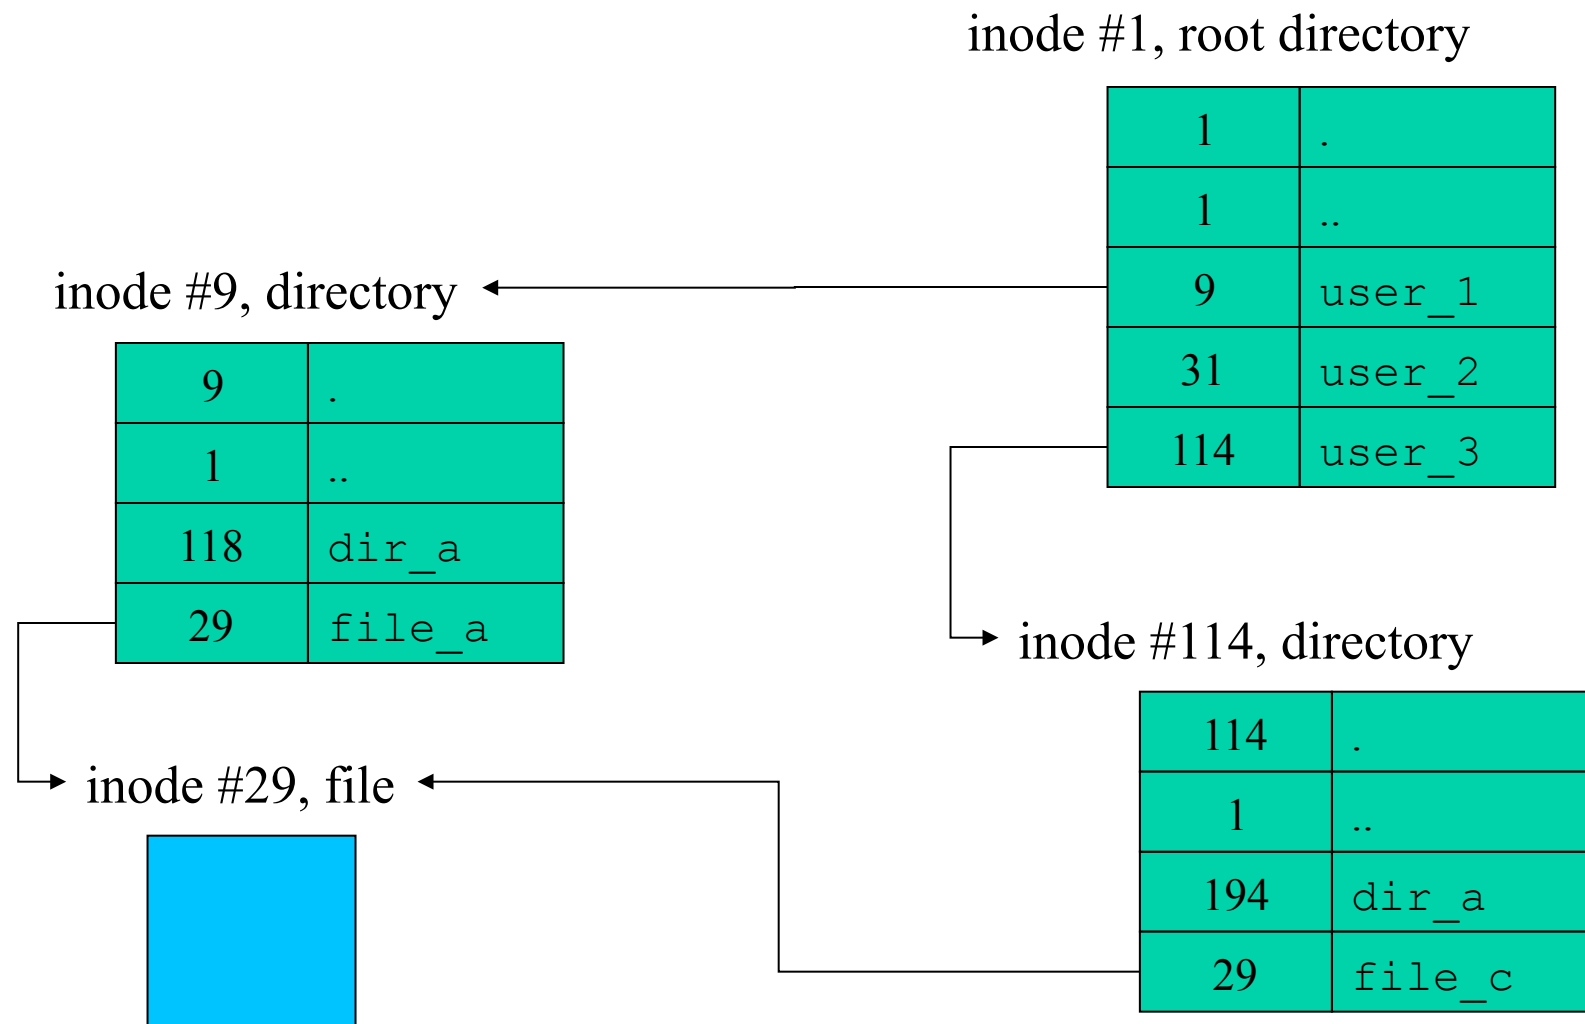 inode #1, root directory
1 .
1 ..
9 user_1
31 user_2
114 user_3
inode #9, directory
9 .
1 ..
118 dir_a
29 file_a
inode #114, directory
114 .
1 ..
194 dir_a
29 file_c
inode #29, file